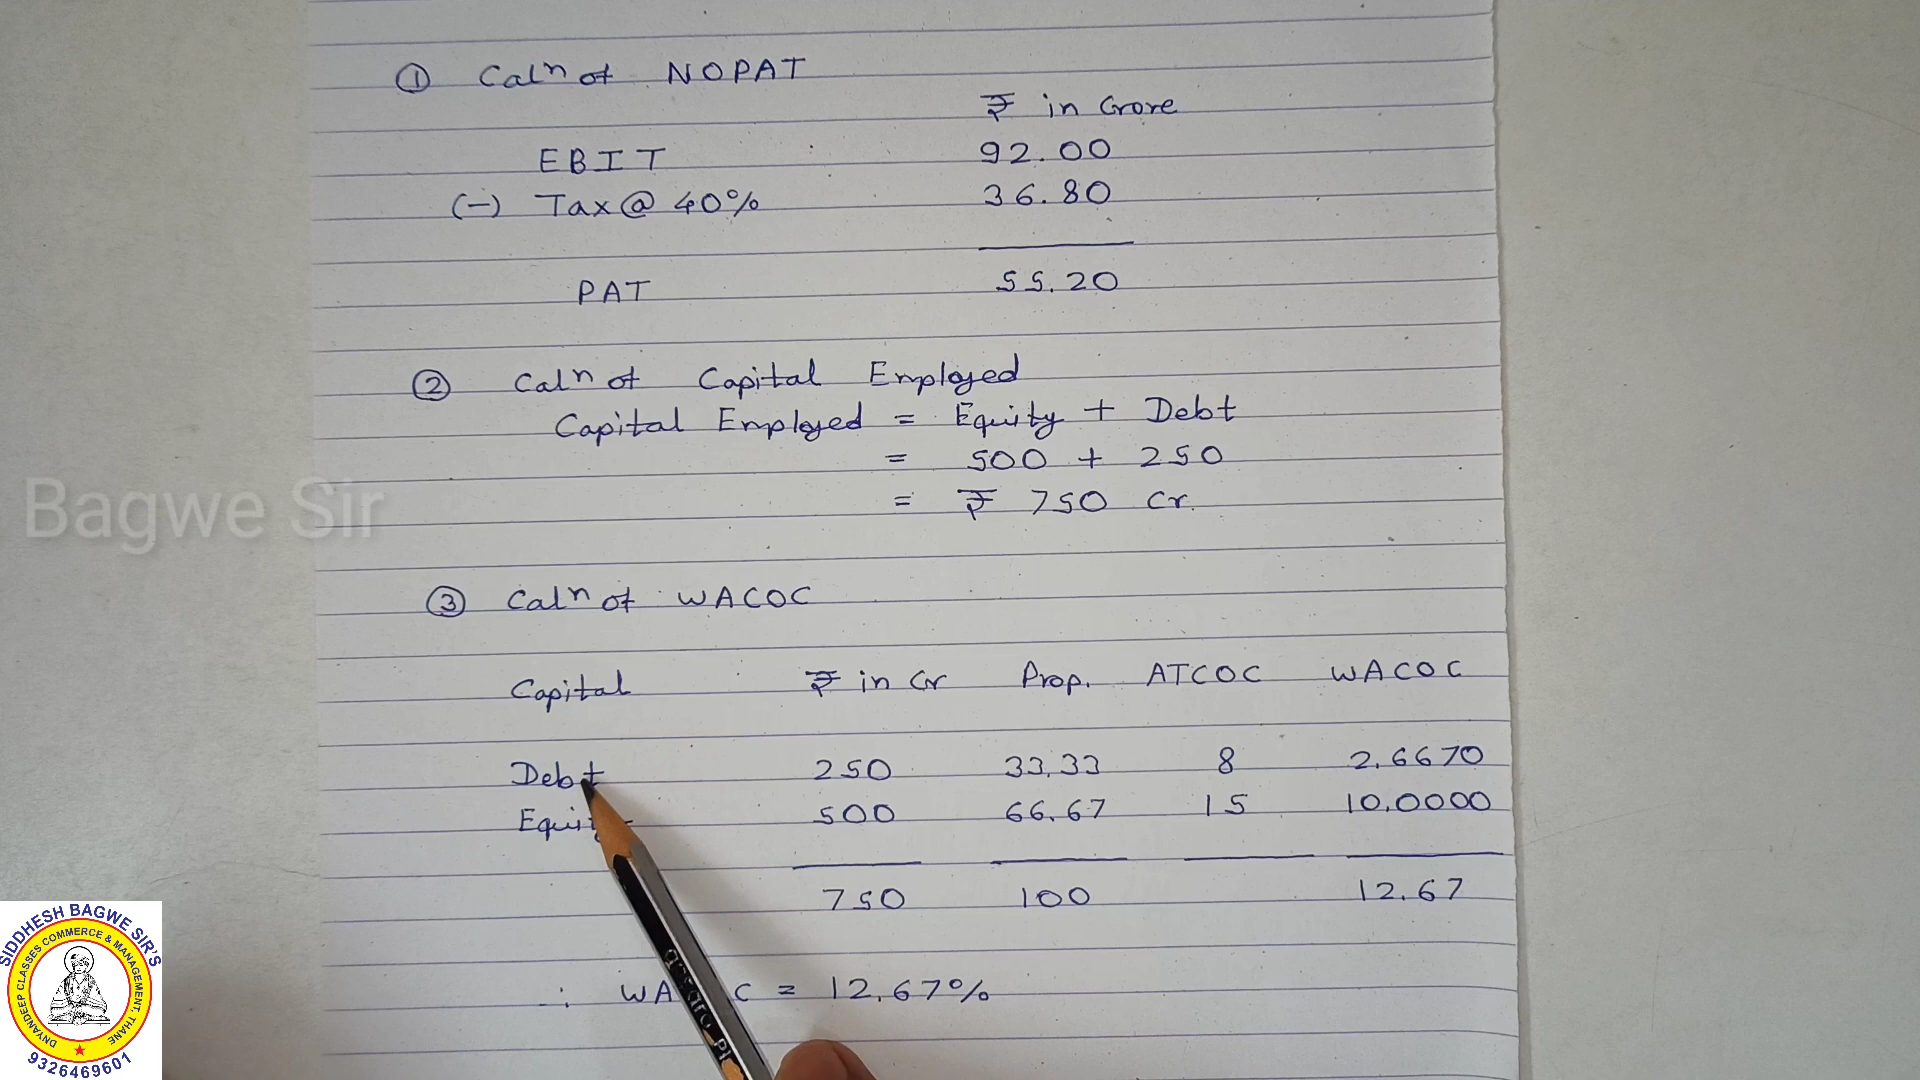 ① Calⁿ of NOPAT
₹ in Crore
EBIT 92.00
(-) Tax@ 40% 36.80
PAT 55.20
② Calⁿ of Capital Employed
Capital Employed = Equity + Debt
= 500 + 250
= ₹ 750 Cr.
Bagwe Sir
③ Calⁿ of WACOC
Capital ₹ in Cr Prop. ATCOC WACOC
Debt 250 33.33 8 2.6670
Equity 500 66.67 15 10.0000
750 100 12.67
∴ WA C = 12.67%
SIDDHESH BAGWE SIR'S
DNYANDEEP CLASSES COMMERCE & MANAGEMENT, THANE
9326469601